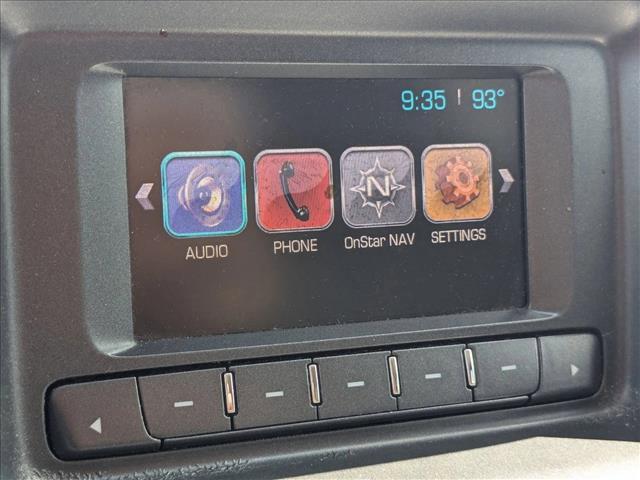 9:35 | 93°
AUDIO
PHONE
N
OnStar NAV
SETTINGS